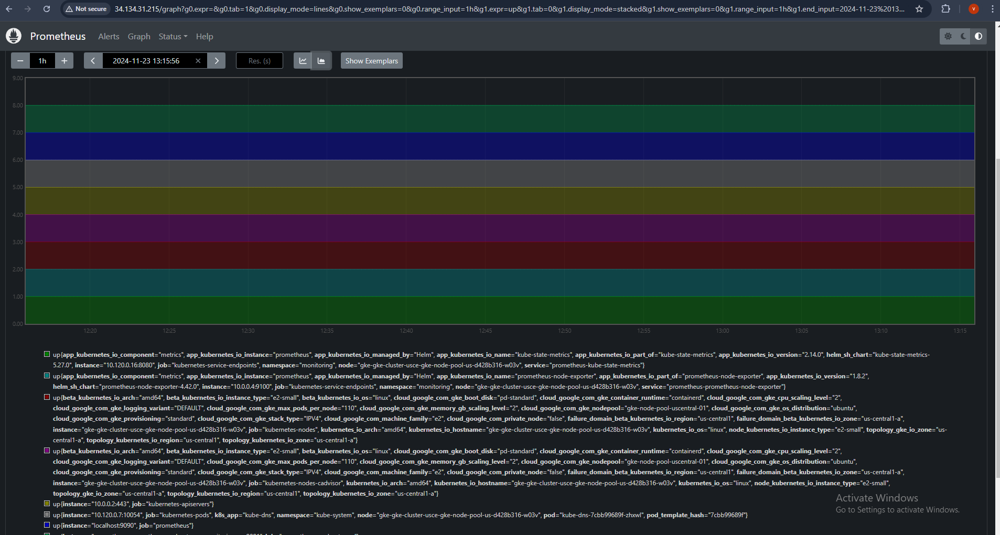 Not secure
34.134.31.215/graph?g0.expr=&g0.tab=1&g0.display_mode=lines&g0.show_exemplars=0&g0.range_input=1h&g1.expr=up&g1.tab=0&g1.display_mode=stacked&g1.show_exemplars=0&g1.range_input=1h&g1.end_input=2024-11-23%2013...
V
Prometheus Alerts Graph Status Help
1h 2024-11-23 13:15:56 Res. (s) Show Exemplars
9.00
8.00
7.00
6.00
5.00
4.00
3.00
2.00
1.00
0.00
12:20 12:25 12:30 12:35 12:40 12:45 12:50 12:55 13:00 13:05 13:10 13:15
up{app_kubernetes_io_component="metrics", app_kubernetes_io_instance="prometheus", app_kubernetes_io_managed_by="Helm", app_kubernetes_io_name="kube-state-metrics", app_kubernetes_io_part_of="kube-state-metrics", app_kubernetes_io_version="2.14.0", helm_sh_chart="kube-state-metrics-
5.27.0", instance="10.120.0.16:8080", job="kubernetes-service-endpoints", namespace="monitoring", node="gke-gke-cluster-usce-gke-node-pool-us-d428b316-w03v", service="prometheus-kube-state-metrics"}
up{app_kubernetes_io_component="metrics", app_kubernetes_io_instance="prometheus", app_kubernetes_io_managed_by="Helm", app_kubernetes_io_name="prometheus-node-exporter", app_kubernetes_io_part_of="prometheus-node-exporter", app_kubernetes_io_version="1.8.2",
helm_sh_chart="prometheus-node-exporter-4.42.0", instance="10.0.0.4:9100", job="kubernetes-service-endpoints", namespace="monitoring", node="gke-gke-cluster-usce-gke-node-pool-us-d428b316-w03v", service="prometheus-prometheus-node-exporter"}
up{beta_kubernetes_io_arch="amd64", beta_kubernetes_io_instance_type="e2-small", beta_kubernetes_io_os="linux", cloud_google_com_gke_boot_disk="pd-standard", cloud_google_com_gke_container_runtime="containerd", cloud_google_com_gke_cpu_scaling_level="2",
cloud_google_com_gke_logging_variant="DEFAULT", cloud_google_com_gke_max_pods_per_node="110", cloud_google_com_gke_memory_gb_scaling_level="2", cloud_google_com_gke_nodepool="gke-node-pool-uscentral-01", cloud_google_com_gke_os_distribution="ubuntu",
cloud_google_com_gke_provisioning="standard", cloud_google_com_gke_stack_type="IPV4", cloud_google_com_machine_family="e2", cloud_google_com_private_node="false", failure_domain_beta_kubernetes_io_region="us-central1", failure_domain_beta_kubernetes_io_zone="us-central1-a",
instance="gke-gke-cluster-usce-gke-node-pool-us-d428b316-w03v", job="kubernetes-nodes", kubernetes_io_arch="amd64", kubernetes_io_hostname="gke-gke-cluster-usce-gke-node-pool-us-d428b316-w03v", kubernetes_io_os="linux", node_kubernetes_io_instance_type="e2-small", topology_gke_io_zone="us-
central1-a", topology_kubernetes_io_region="us-central1", topology_kubernetes_io_zone="us-central1-a"}
up{beta_kubernetes_io_arch="amd64", beta_kubernetes_io_instance_type="e2-small", beta_kubernetes_io_os="linux", cloud_google_com_gke_boot_disk="pd-standard", cloud_google_com_gke_container_runtime="containerd", cloud_google_com_gke_cpu_scaling_level="2",
cloud_google_com_gke_logging_variant="DEFAULT", cloud_google_com_gke_max_pods_per_node="110", cloud_google_com_gke_memory_gb_scaling_level="2", cloud_google_com_gke_nodepool="gke-node-pool-uscentral-01", cloud_google_com_gke_os_distribution="ubuntu",
cloud_google_com_gke_provisioning="standard", cloud_google_com_gke_stack_type="IPV4", cloud_google_com_machine_family="e2", cloud_google_com_private_node="false", failure_domain_beta_kubernetes_io_region="us-central1", failure_domain_beta_kubernetes_io_zone="us-central1-a",
instance="gke-gke-cluster-usce-gke-node-pool-us-d428b316-w03v", job="kubernetes-nodes-cadvisor", kubernetes_io_arch="amd64", kubernetes_io_hostname="gke-gke-cluster-usce-gke-node-pool-us-d428b316-w03v", kubernetes_io_os="linux", node_kubernetes_io_instance_type="e2-small",
topology_gke_io_zone="us-central1-a", topology_kubernetes_io_region="us-central1", topology_kubernetes_io_zone="us-central1-a"}
up{instance="10.0.0.2:443", job="kubernetes-apiservers"}
up{instance="10.120.0.7:10054", job="kubernetes-pods", k8s_app="kube-dns", namespace="kube-system", node="gke-gke-cluster-usce-gke-node-pool-us-d428b316-w03v", pod="kube-dns-7cbb99689f-zhxwl", pod_template_hash="7cbb99689f"}
up{instance="localhost:9090", job="prometheus"}
Activate Windows
Go to Settings to activate Windows.